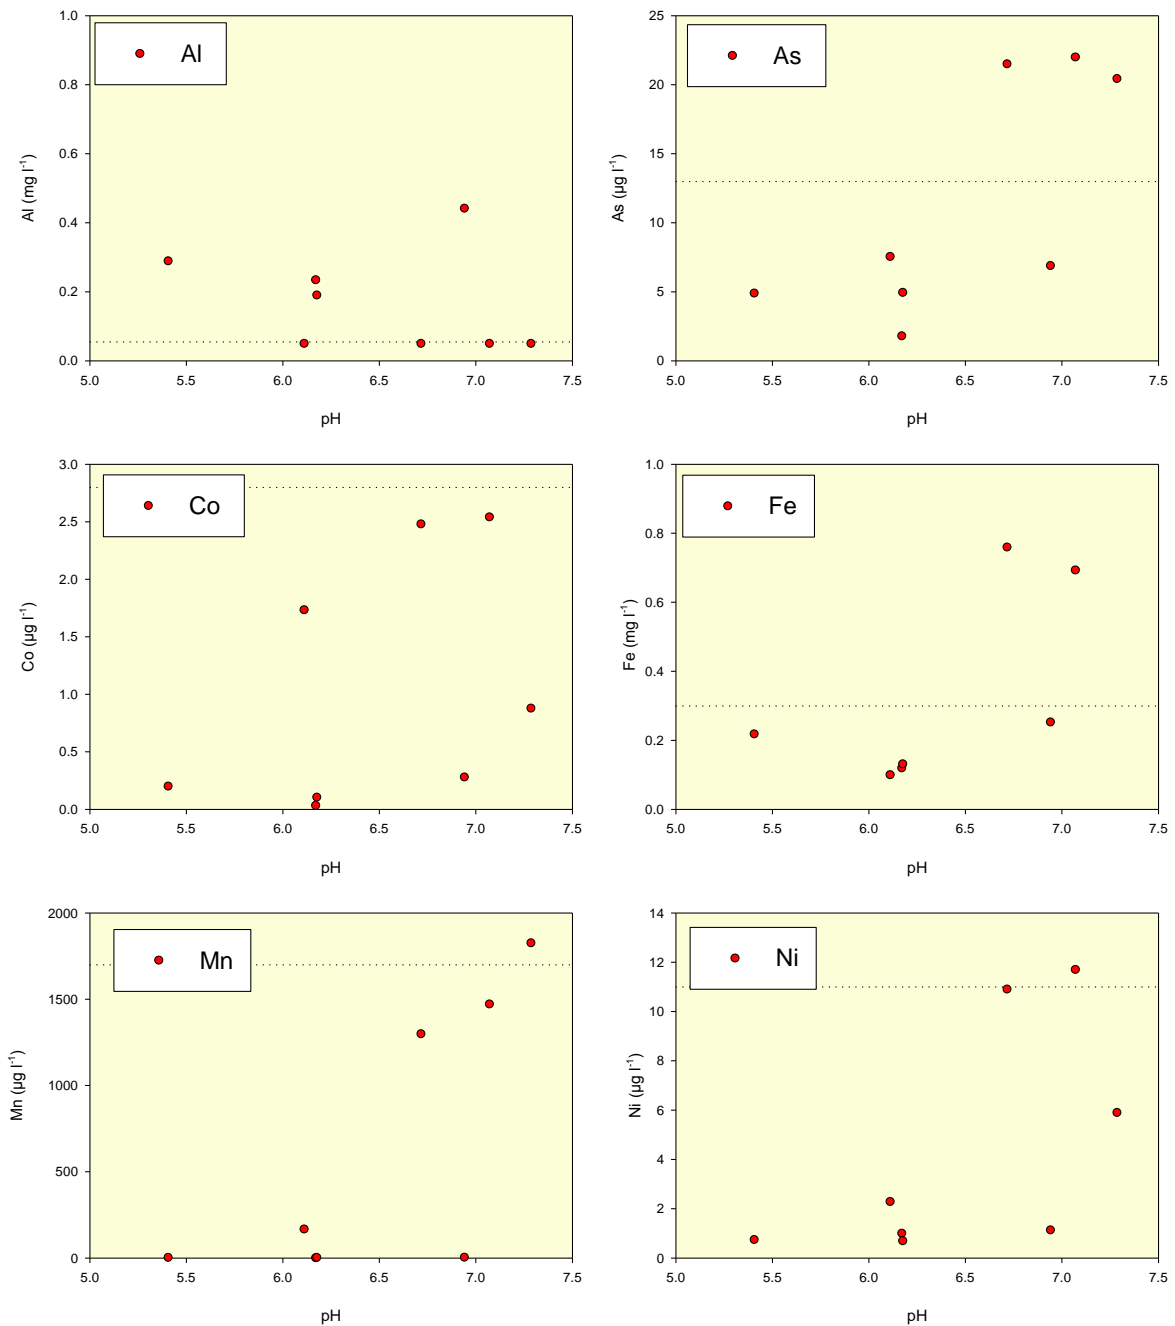 Al
Al (mg l-1)
1.0
0.8
0.6
0.4
0.2
0.0
5.0 5.5 6.0 6.5 7.0 7.5
pH
As
As (µg l-1)
25
20
15
10
5
0
5.0 5.5 6.0 6.5 7.0 7.5
pH
Co
Co (µg l-1)
3.0
2.5
2.0
1.5
1.0
0.5
0.0
5.0 5.5 6.0 6.5 7.0 7.5
pH
Fe
Fe (mg l-1)
1.0
0.8
0.6
0.4
0.2
0.0
5.0 5.5 6.0 6.5 7.0 7.5
pH
Mn
Mn (µg l-1)
2000
1500
1000
500
0
5.0 5.5 6.0 6.5 7.0 7.5
pH
Ni
Ni (µg l-1)
14
12
10
8
6
4
2
0
5.0 5.5 6.0 6.5 7.0 7.5
pH